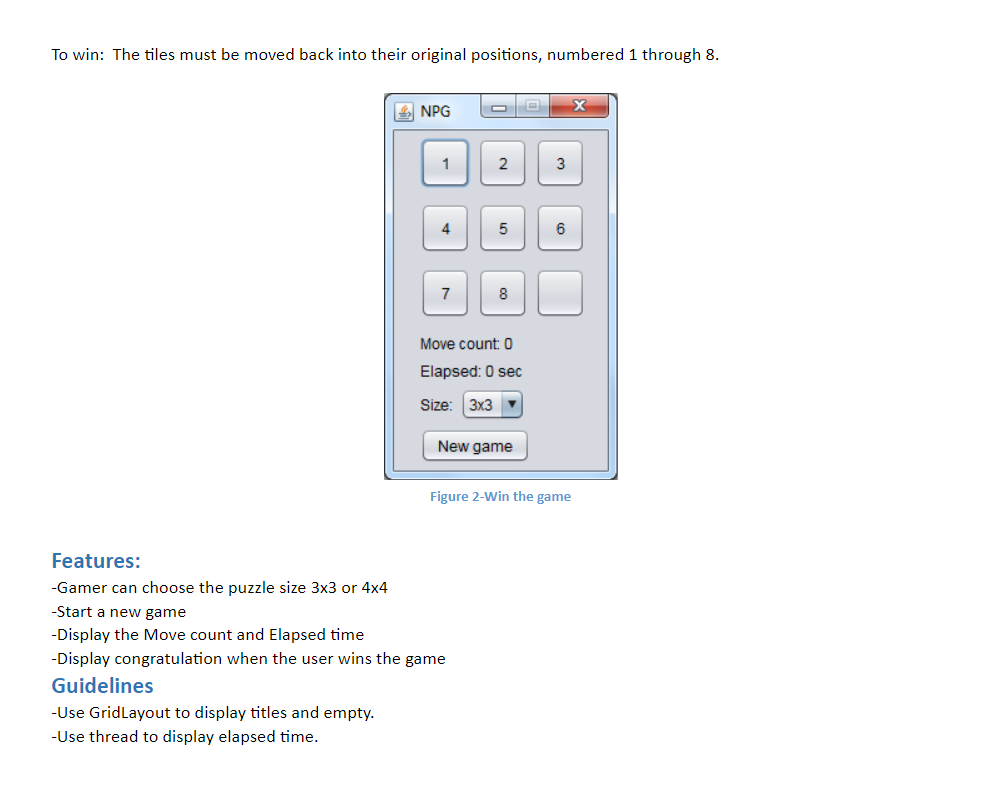 To win:  The tiles must be moved back into their original positions, numbered 1 through 8.
NPG
1 2 3
4 5 6
7 8
Move count: 0
Elapsed: 0 sec
Size: 3x3
New game
Figure 2-Win the game
Features:
-Gamer can choose the puzzle size 3x3 or 4x4
-Start a new game
-Display the Move count and Elapsed time
-Display congratulation when the user wins the game
Guidelines
-Use GridLayout to display titles and empty.
-Use thread to display elapsed time.